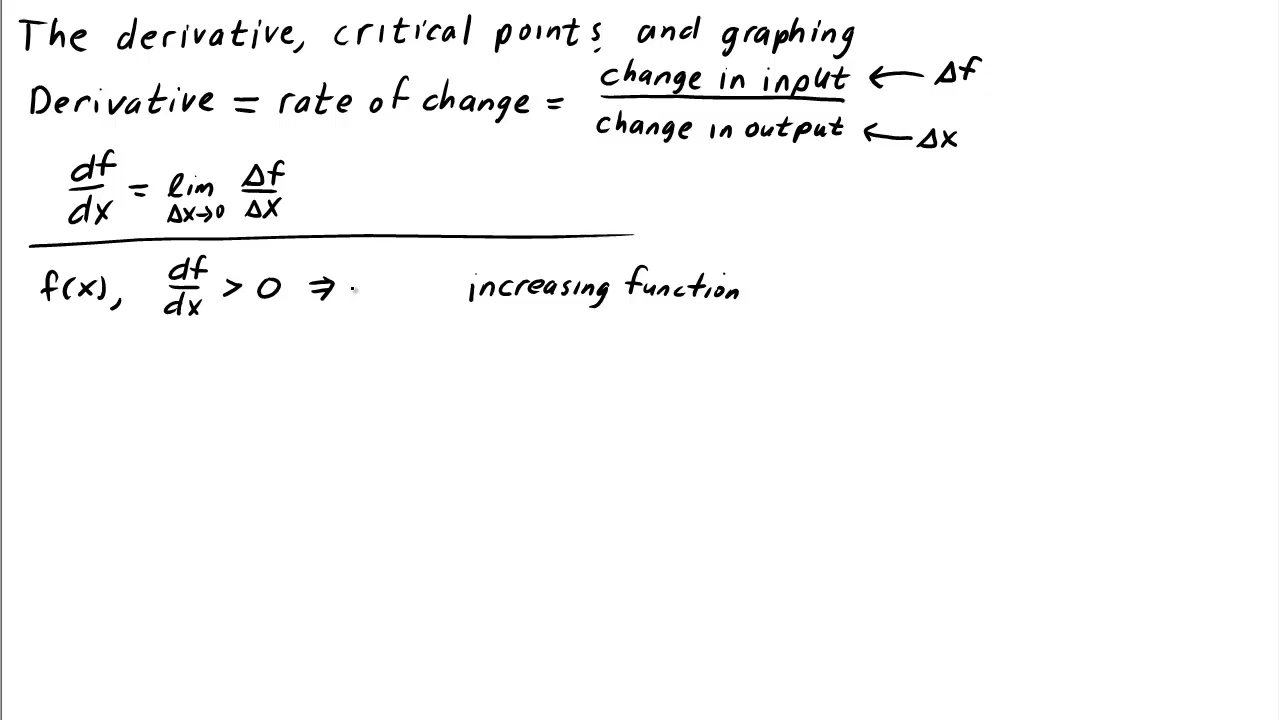 The derivative, critical points, and graphing
Derivative = rate of change = change in input ← Δf
change in output ← Δx
df/dx = lim Δx→0 Δf/Δx
f(x), df/dx > 0 ⇒ increasing function